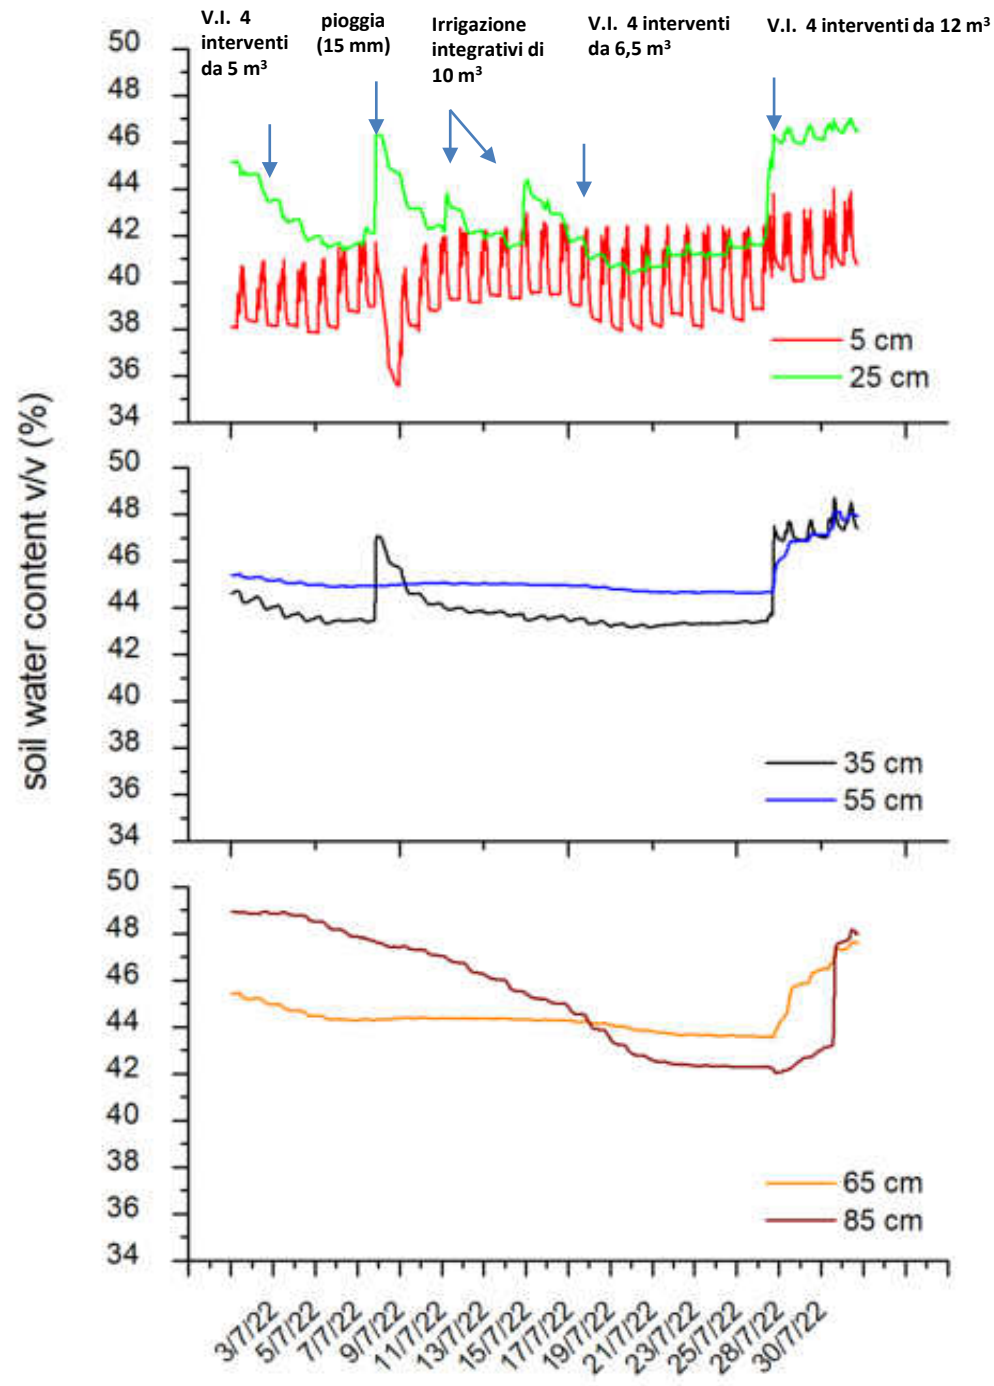 V.I. 4
interventi
da 5 m³
pioggia
(15 mm)
Irrigazione
integrativi di
10 m³
V.I. 4 interventi
da 6,5 m³
V.I. 4 interventi da 12 m³
soil water content v/v (%)
50
48
46
44
42
40
38
36
34
5 cm
25 cm
50
48
46
44
42
40
38
36
34
35 cm
55 cm
50
48
46
44
42
40
38
36
34
65 cm
85 cm
3/7/22
5/7/22
7/7/22
9/7/22
11/7/22
13/7/22
15/7/22
17/7/22
19/7/22
21/7/22
23/7/22
25/7/22
28/7/22
30/7/22